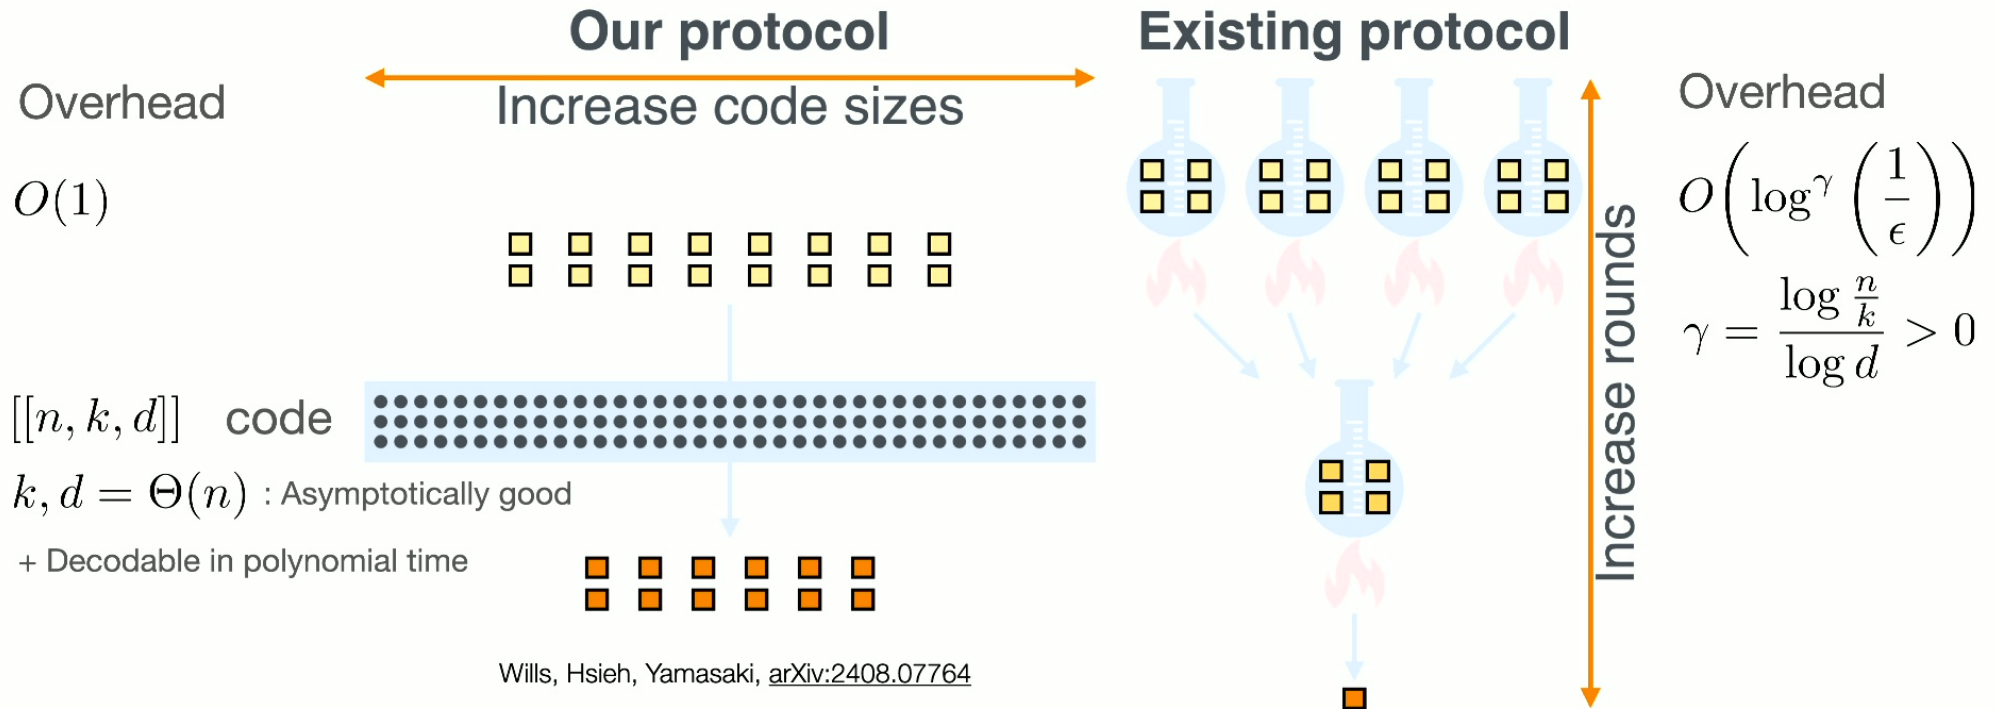 Our protocol
Existing protocol
Overhead
Increase code sizes
Overhead
O(1)
O(log^γ(1/ϵ))
γ = log(n/k)/log d > 0
Increase rounds
[[n, k, d]] code
k, d = Θ(n) : Asymptotically good
+ Decodable in polynomial time
Wills, Hsieh, Yamasaki, arXiv:2408.07764